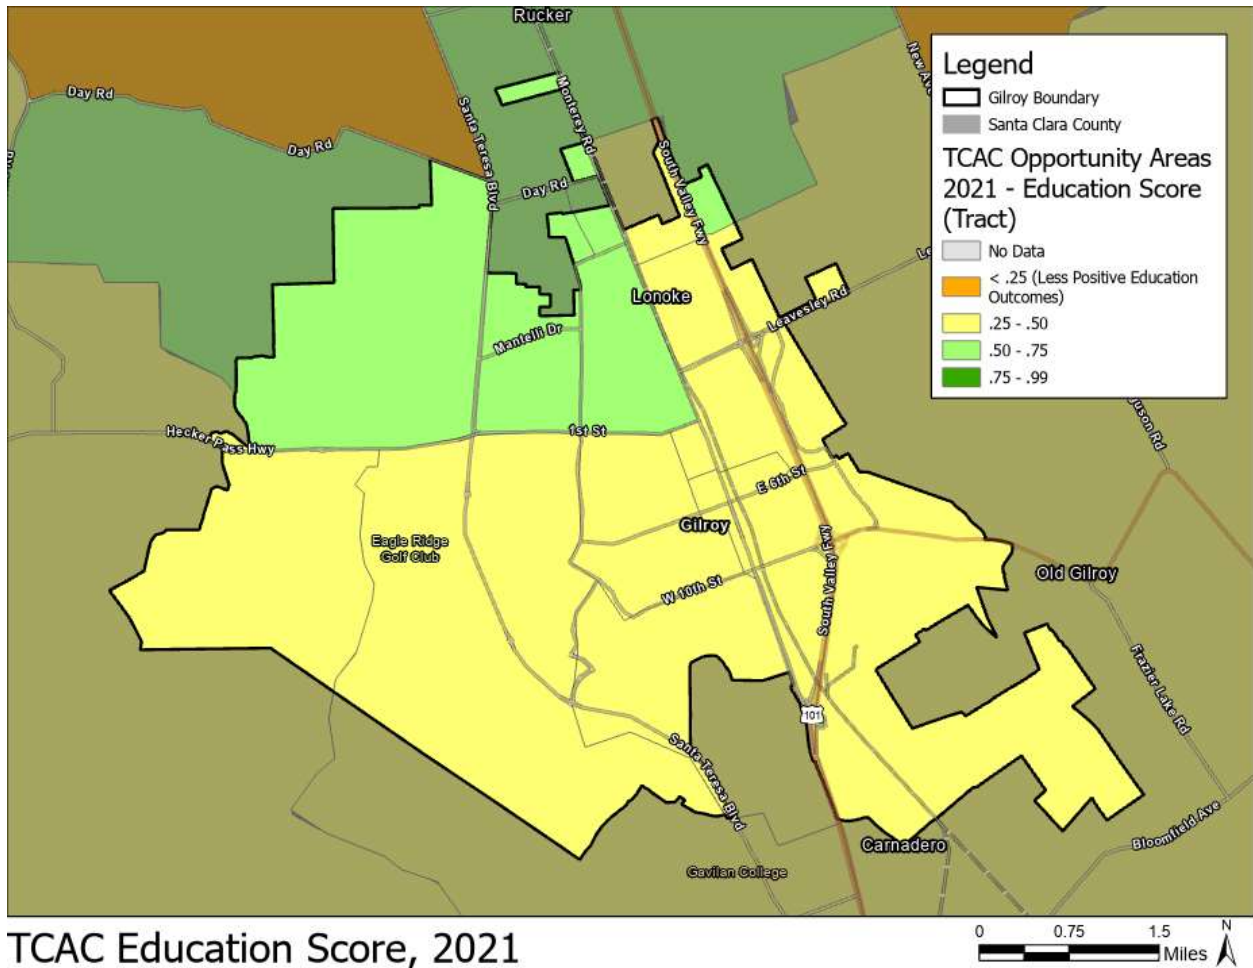 Rucker
Legend
Gilroy Boundary
Santa Clara County
TCAC Opportunity Areas
2021 - Education Score
(Tract)
No Data
< .25 (Less Positive Education
Outcomes)
.25 - .50
.50 - .75
.75 - .99
New Ave
Day Rd
Santa Teresa Blvd
Monterey Rd
Day Rd
South Valley Fwy
Day Rd
Lonoke
Leavesley Rd
Mantelli Dr
Hecker Pass Hwy
1st St
E 6th St
Gilroy
Eagle Ridge
Golf Club
South Valley Fwy
W 10th St
Old Gilroy
Frazier Lake Rd
101
Santa Teresa Blvd
Bloomfield Ave
Carnadero
Gavilan College
TCAC Education Score, 2021
0 0.75 1.5
Miles
N